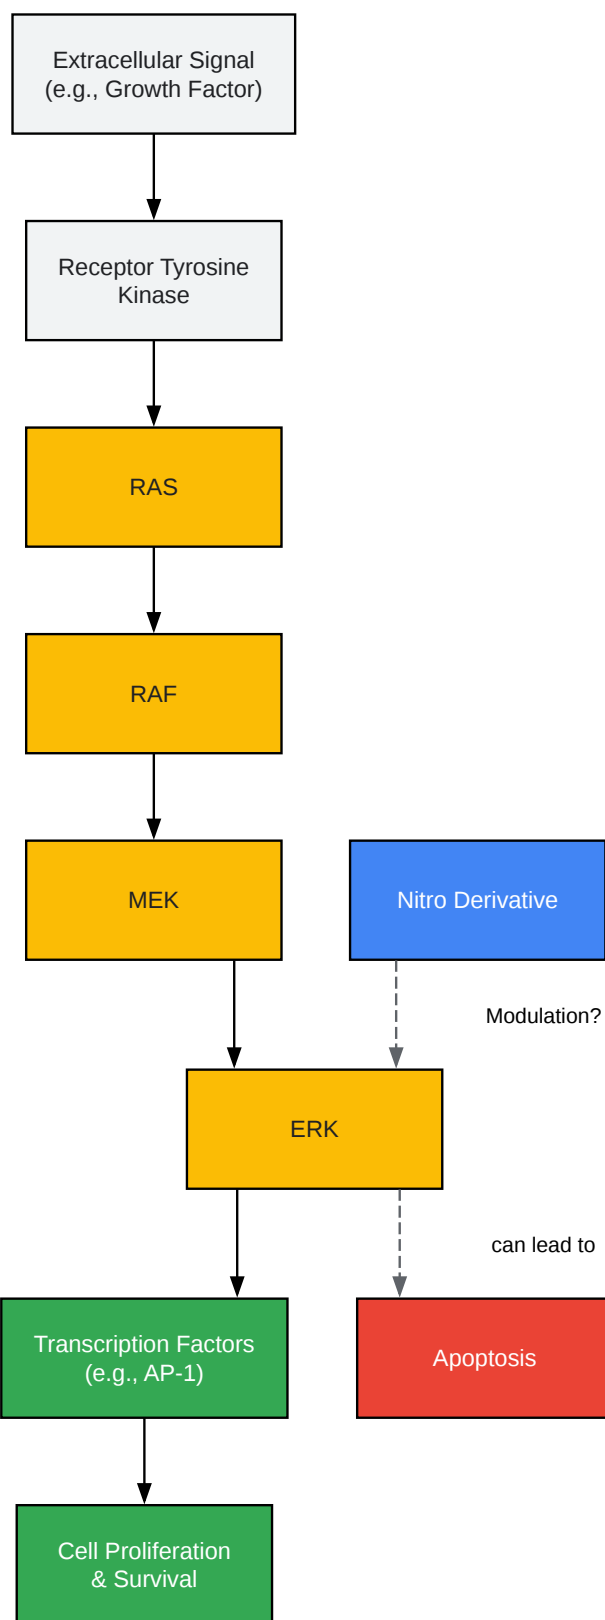 Extracellular Signal
(e.g., Growth Factor)
Receptor Tyrosine
Kinase
RAS
RAF
MEK
Nitro Derivative
Modulation?
ERK
can lead to
Transcription Factors
(e.g., AP-1)
Apoptosis
Cell Proliferation
& Survival